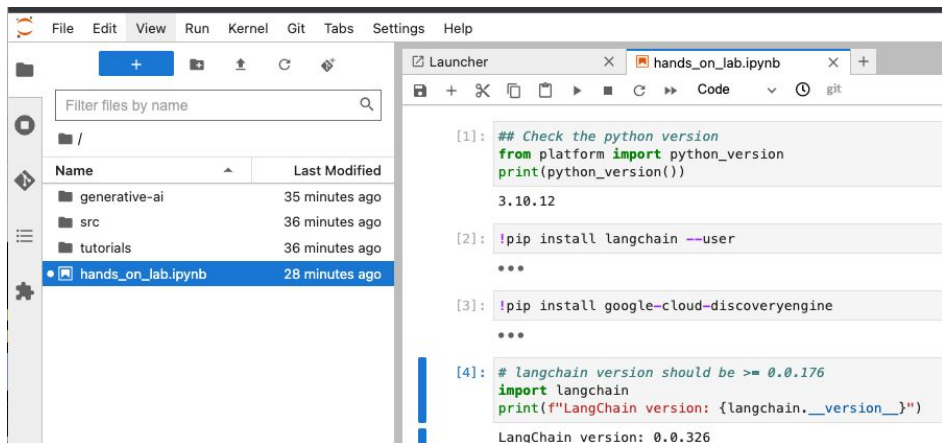 File Edit View Run Kernel Git Tabs Settings Help
+
Filter files by name
/
Name Last Modified
generative-ai 35 minutes ago
src 36 minutes ago
tutorials 36 minutes ago
hands_on_lab.ipynb 28 minutes ago
Launcher × hands_on_lab.ipynb × +
Code git
[1]: ## Check the python version
from platform import python_version
print(python_version())
3.10.12
[2]: !pip install langchain --user
•••
[3]: !pip install google-cloud-discoveryengine
•••
[4]: # langchain version should be >= 0.0.176
import langchain
print(f"LangChain version: {langchain.__version__}")
LangChain version: 0.0.326